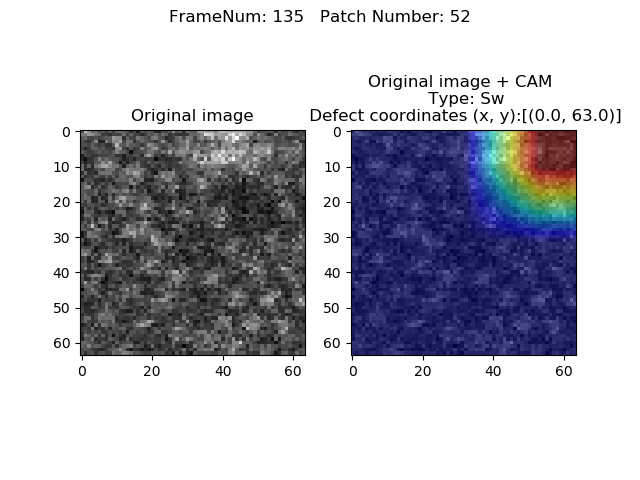 FrameNum: 135   Patch Number: 52
Original image
0
10
20
30
40
50
60
0 20 40 60
Original image + CAM
Type: Sw
Defect coordinates (x, y):[(0.0, 63.0)]
0
10
20
30
40
50
60
0 20 40 60